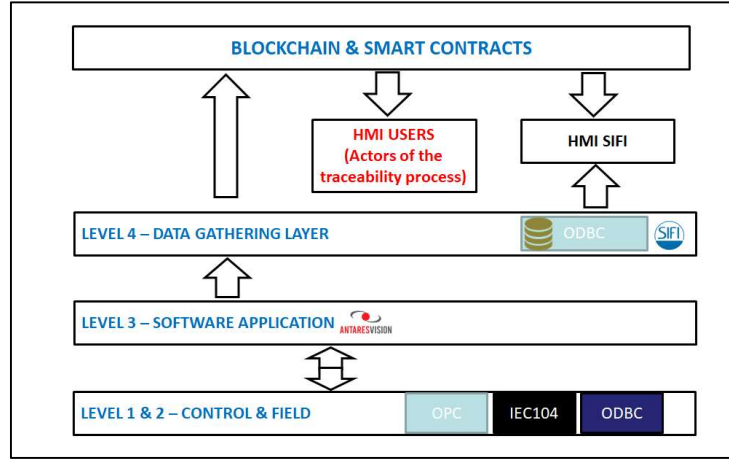 BLOCKCHAIN & SMART CONTRACTS
HMI USERS
(Actors of the
traceability process)
HMI SIFI
LEVEL 4 – DATA GATHERING LAYER
ODBC
SIFI
LEVEL 3 – SOFTWARE APPLICATION
ANTARESVISION
LEVEL 1 & 2 – CONTROL & FIELD
OPC
IEC104
ODBC